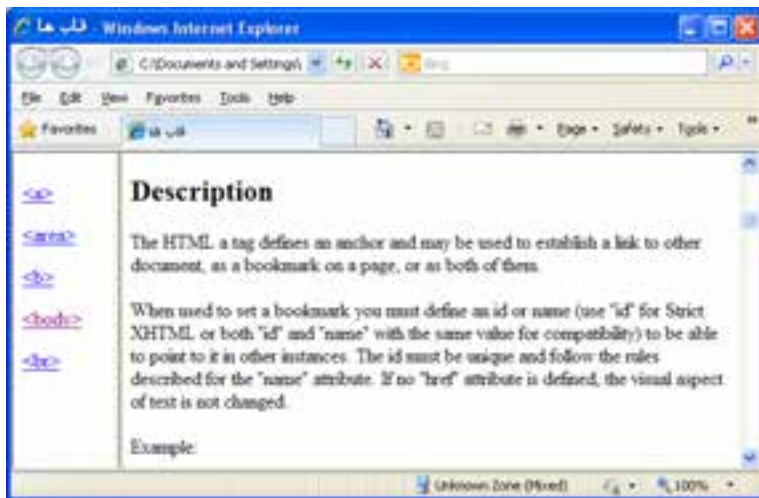 قاب ها - Windows Internet Explorer
C:\Documents and Settings\
Bing
File Edit View Favorites Tools Help
Favorites قاب ها Page Safety Tools
<a>
<area>
<b>
<body>
<br>
Description
The HTML a tag defines an anchor and may be used to establish a link to other
document, as a bookmark on a page, or as both of them.
When used to set a bookmark you must define an id or name (use "id" for Strict
XHTML or both "id" and "name" with the same value for compatibility) to be able
to point to it in other instances. The id must be unique and follow the rules
described for the "name" attribute. If no "href" attribute is defined, the visual aspect
of text is not changed.
Example:
Unknown Zone (Mixed) 100%